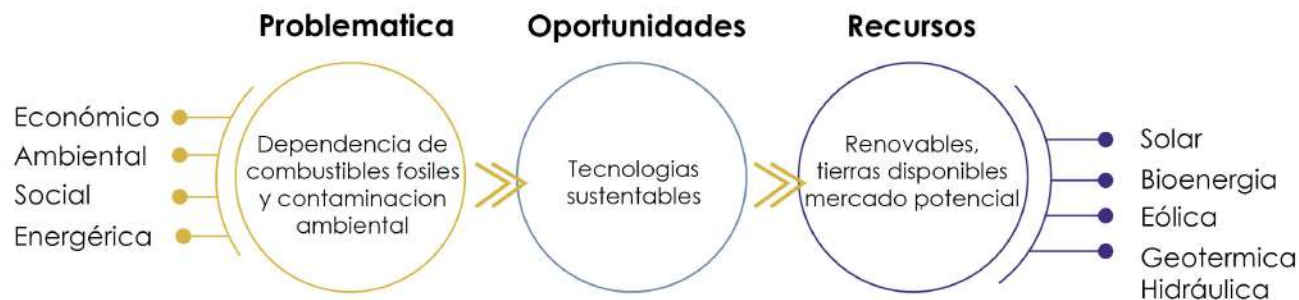 Problematica
Oportunidades
Recursos
Económico
Ambiental
Social
Energérica
Dependencia de
combustibles fosiles
y contaminacion
ambiental
Tecnologias
sustentables
Renovables,
tierras disponibles
mercado potencial
Solar
Bioenergia
Eólica
Geotermica
Hidráulica